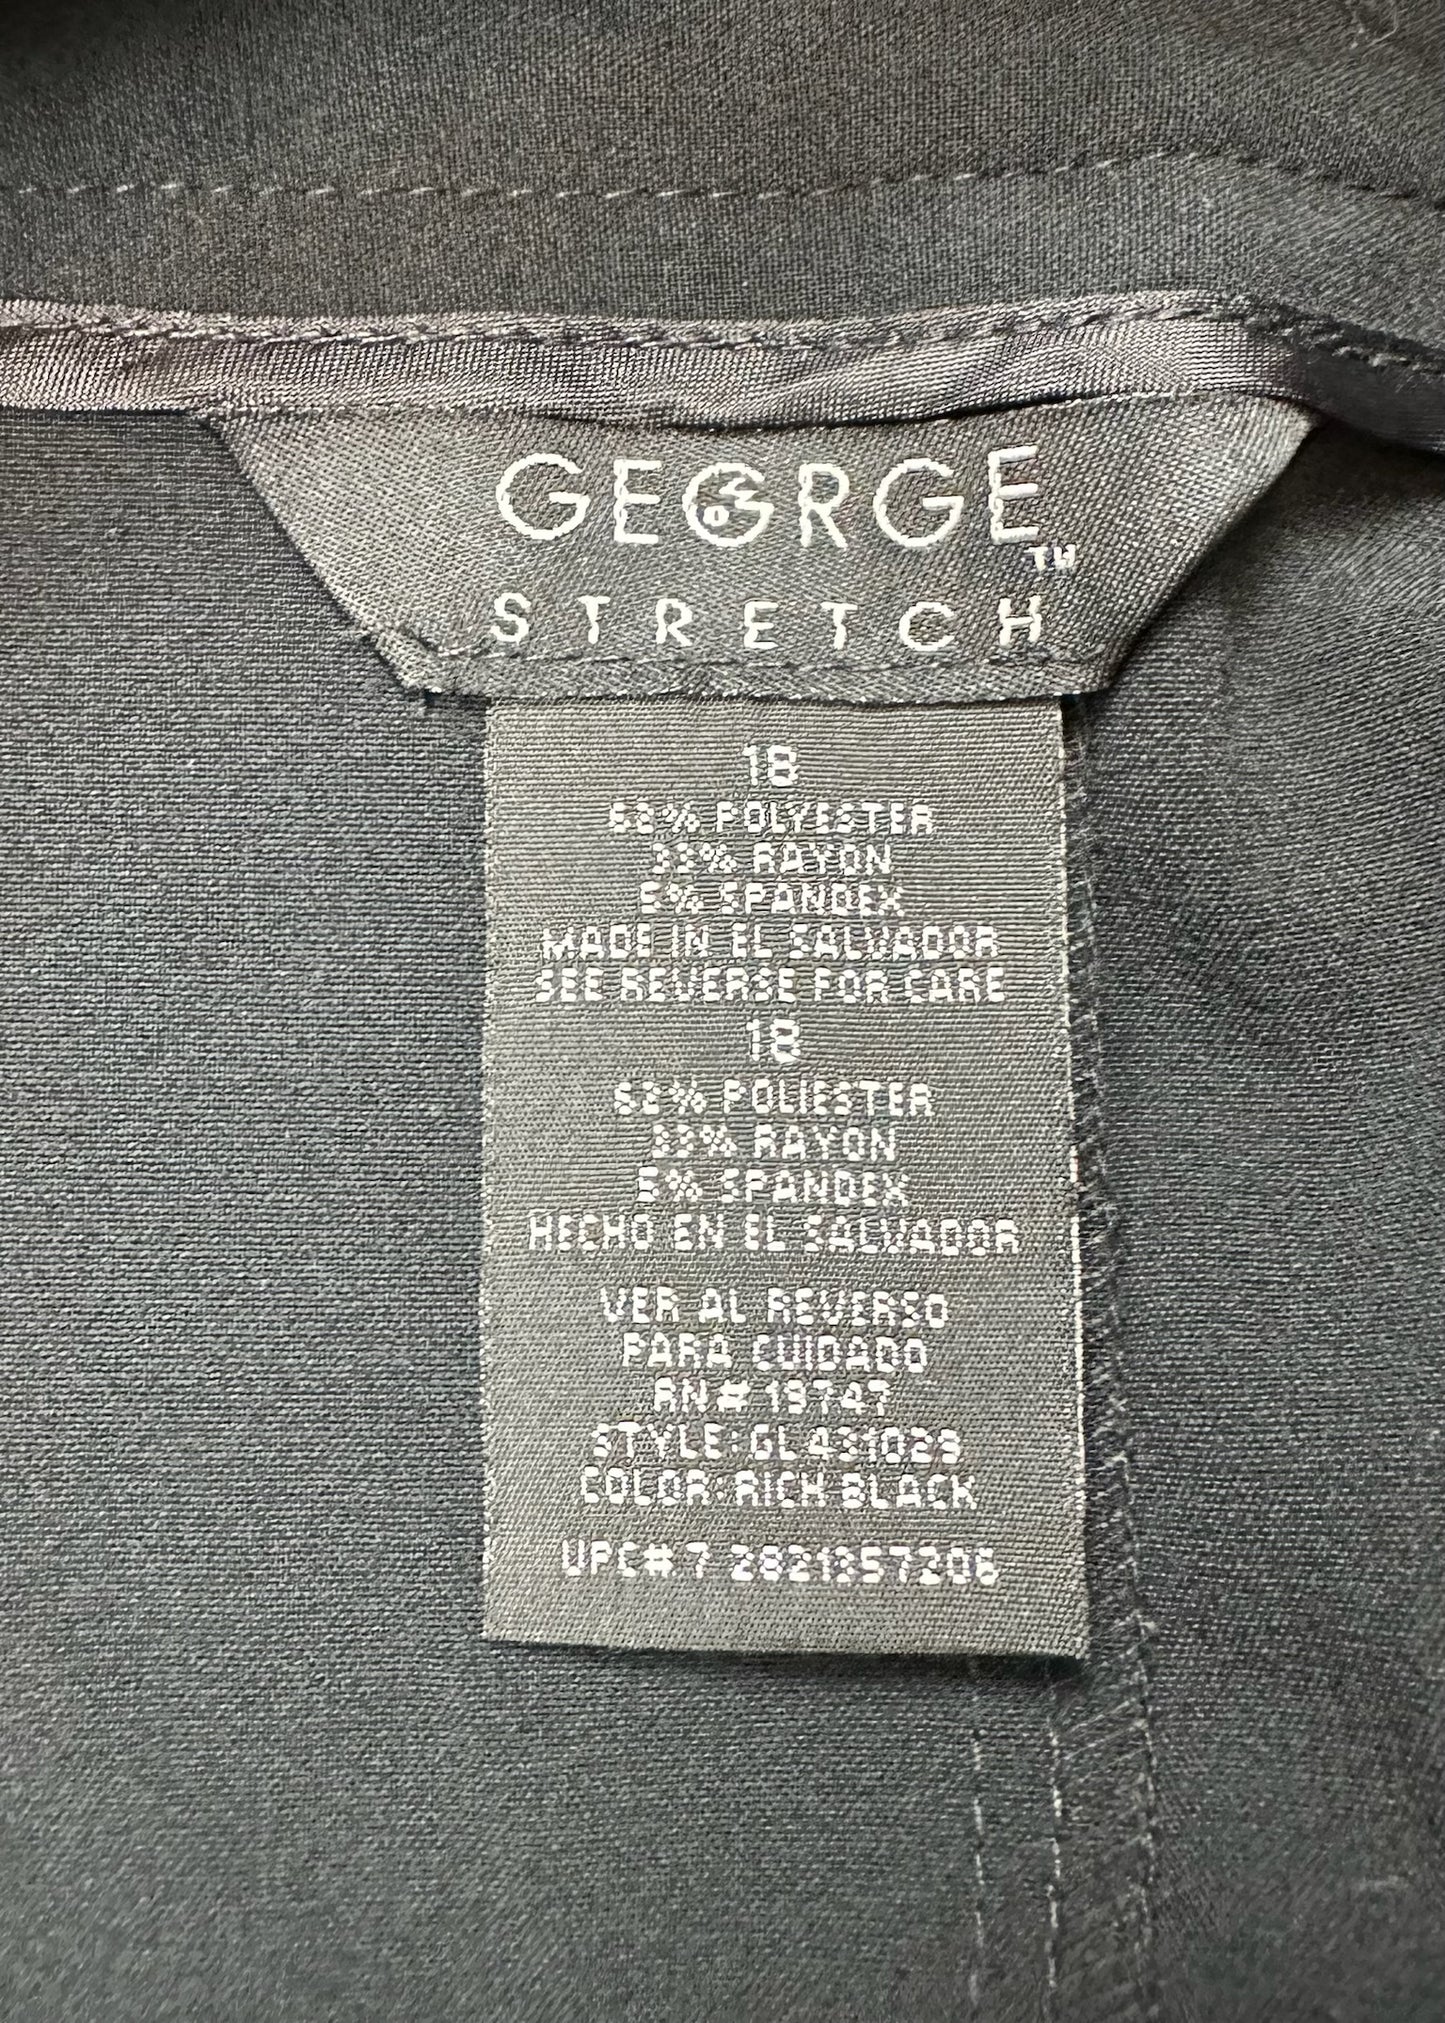 GEORGE
TM
STRETCH
18
62% POLYESTER
33% RAYON
5% SPANDEX
MADE IN EL SALVADOR
SEE REVERSE FOR CARE
18
62% POLIESTER
33% RAYON
5% SPANDEX
HECHO EN EL SALVADOR
VER AL REVERSO
PARA CUIDADO
RN# 19747
STYLE:GL431029
COLOR:RICH BLACK
UPC#:7 2821357206